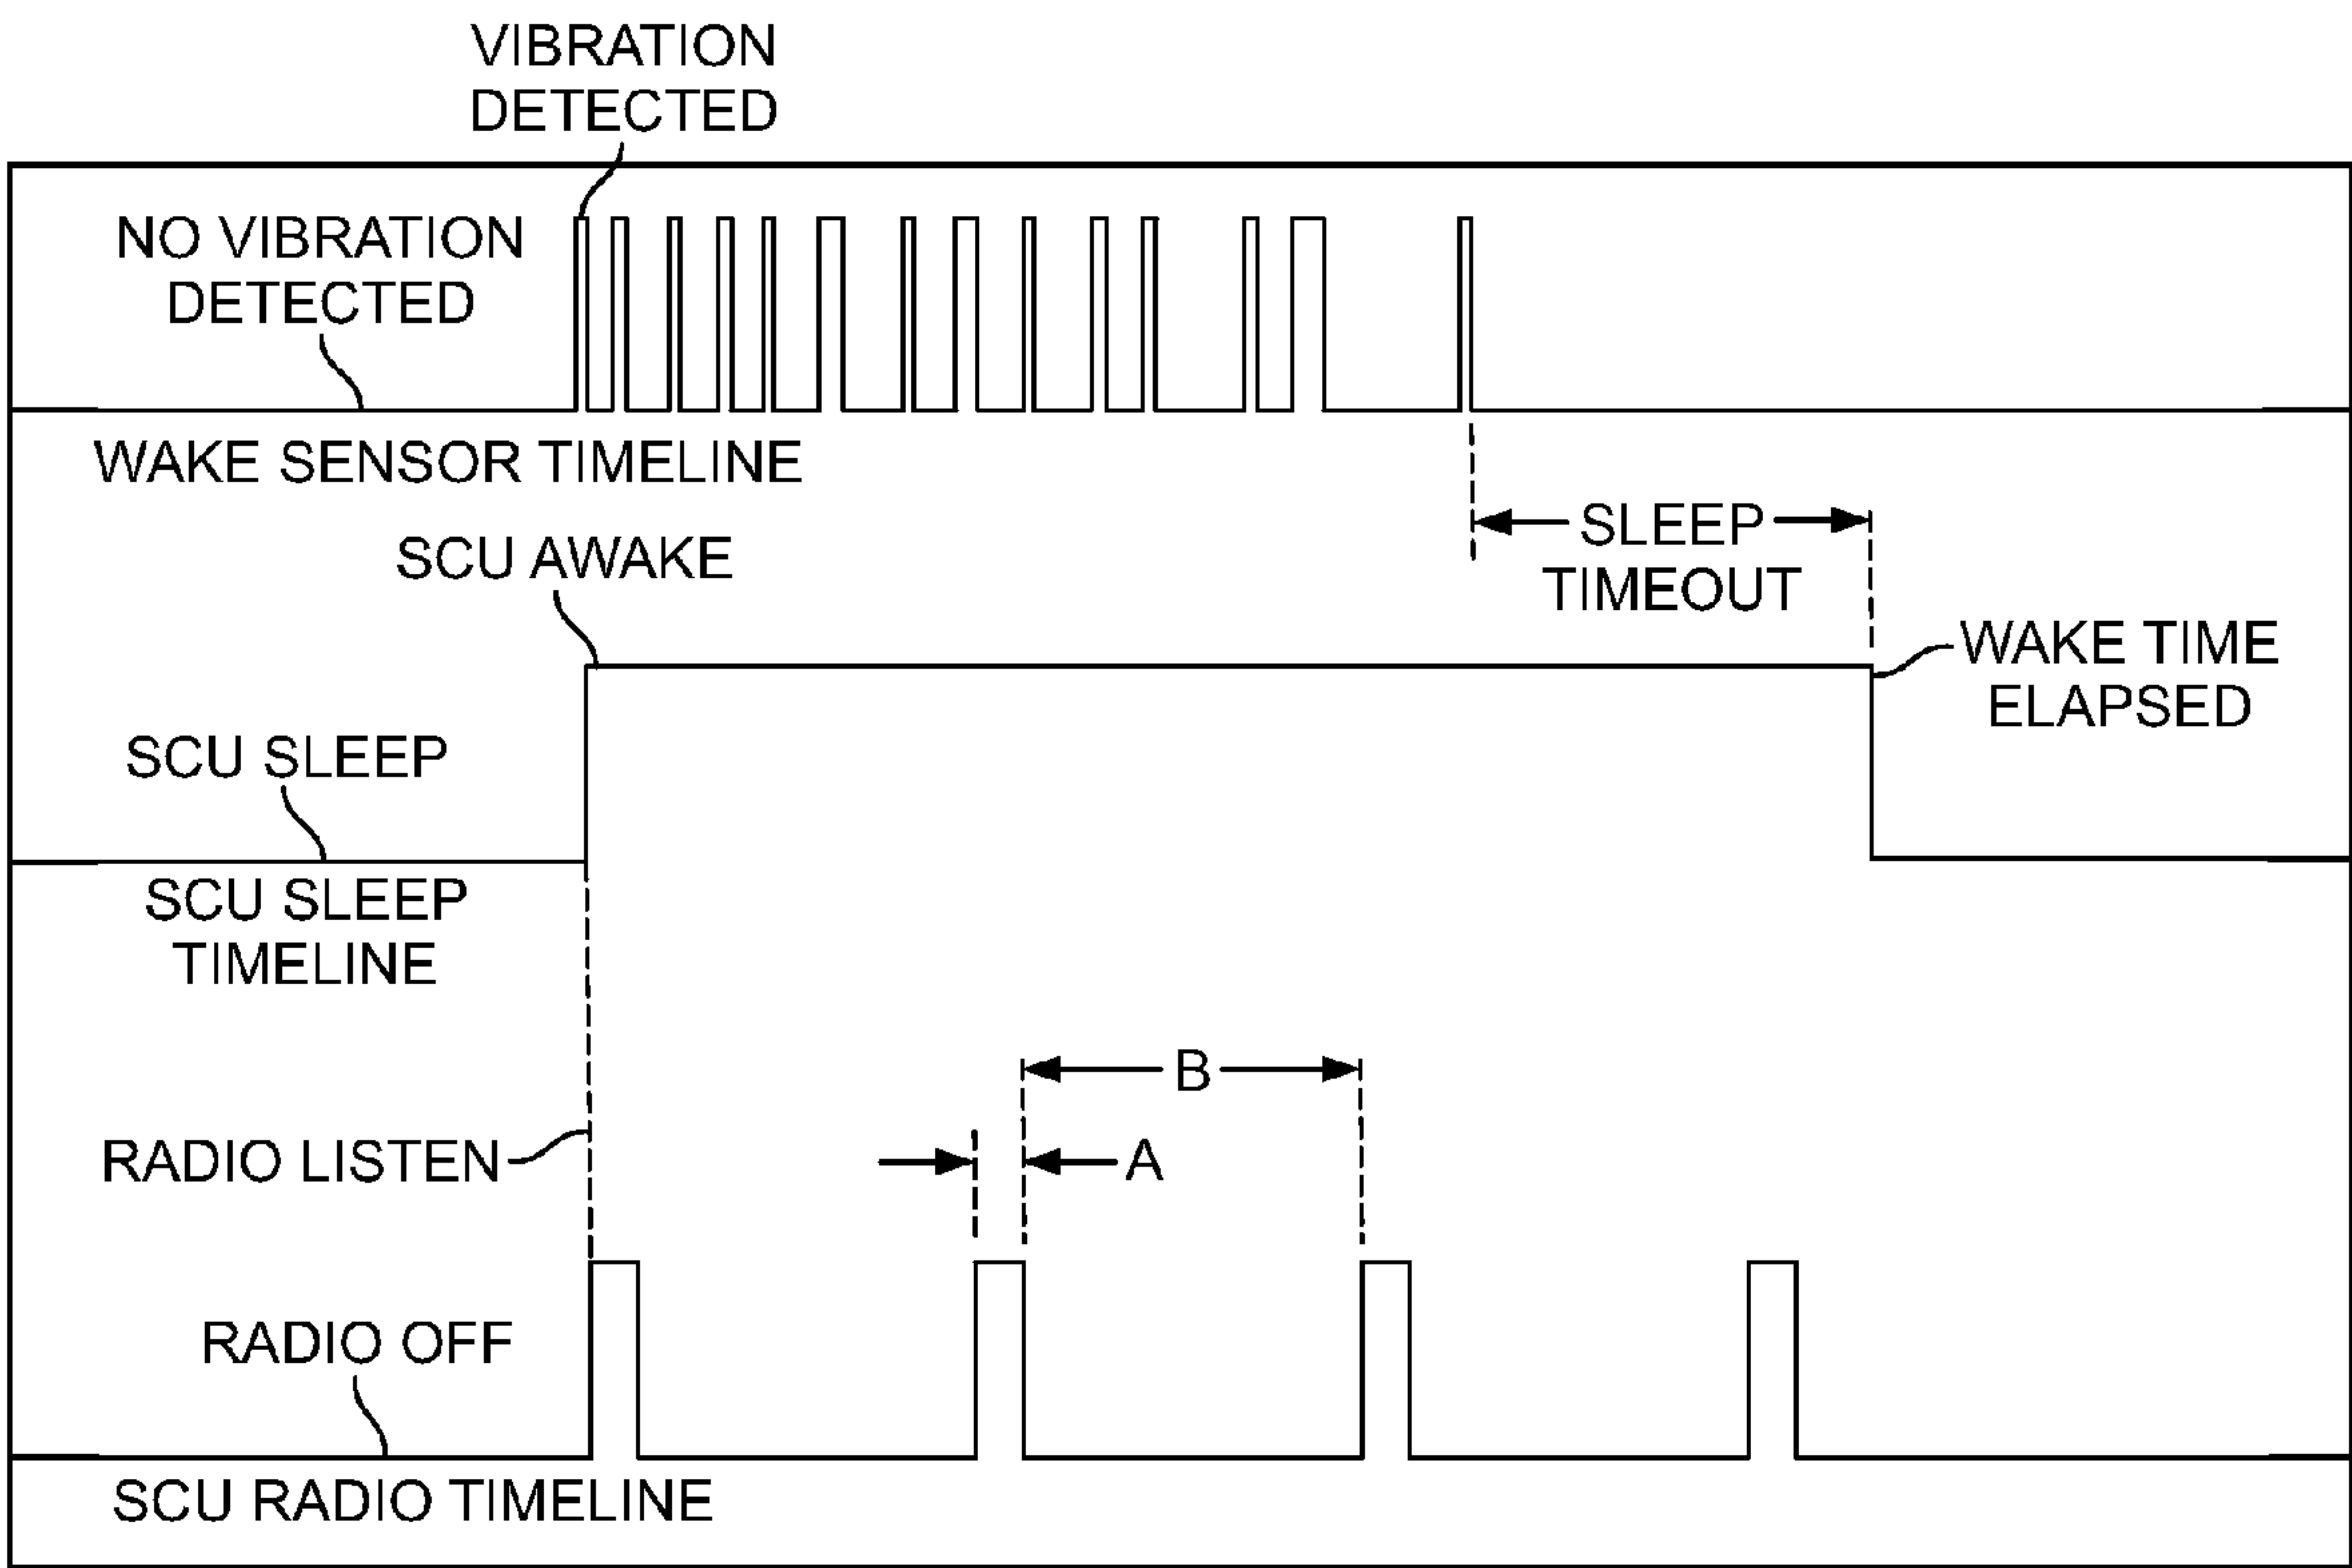 VIBRATION
DETECTED
NO VIBRATION
DETECTED
WAKE SENSOR TIMELINE
SLEEP
TIMEOUT
SCU AWAKE
WAKE TIME
ELAPSED
SCU SLEEP
SCU SLEEP
TIMELINE
B
RADIO LISTEN
A
RADIO OFF
SCU RADIO TIMELINE